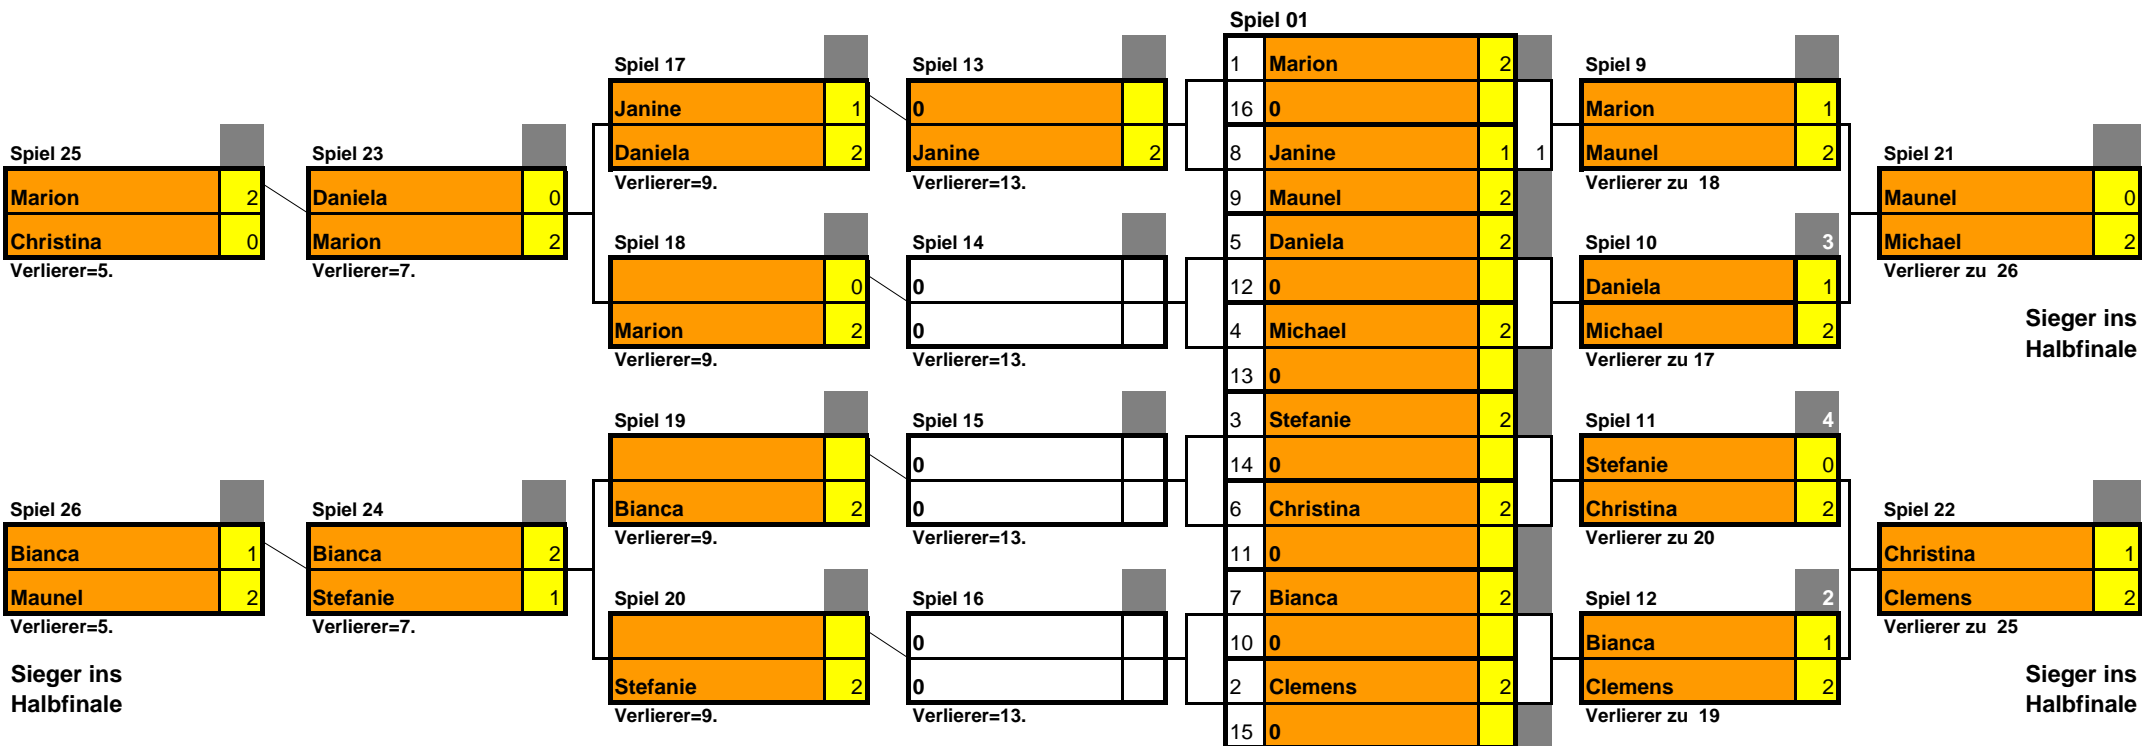 Spiel 01
1 Marion 2
16 0
8 Janine 1 1
9 Maunel 2
5 Daniela 2
12 0
4 Michael 2
13 0
3 Stefanie 2
14 0
6 Christina 2
11 0
7 Bianca 2
10 0
2 Clemens 2
15 0
Spiel 25
Marion 2
Christina 0
Verlierer=5.
Spiel 26
Bianca 1
Maunel 2
Verlierer=5.
Sieger ins
Halbfinale
Spiel 23
Daniela 0
Marion 2
Verlierer=7.
Spiel 24
Bianca 2
Stefanie 1
Verlierer=7.
Spiel 17
Janine 1
Daniela 2
Verlierer=9.
Spiel 18
0
Marion 2
Verlierer=9.
Spiel 19
Bianca 2
Verlierer=9.
Spiel 20
Stefanie 2
Verlierer=9.
Spiel 13
0
Janine 2
Verlierer=13.
Spiel 14
0
0
Verlierer=13.
Spiel 15
0
0
Verlierer=13.
Spiel 16
0
0
Verlierer=13.
Spiel 9
Marion 1
Maunel 2
Verlierer zu 18
Spiel 10 3
Daniela 1
Michael 2
Verlierer zu 17
Spiel 11 4
Stefanie 0
Christina 2
Verlierer zu 20
Spiel 12 2
Bianca 1
Clemens 2
Verlierer zu 19
Spiel 21
Maunel 0
Michael 2
Verlierer zu 26
Sieger ins
Halbfinale
Spiel 22
Christina 1
Clemens 2
Verlierer zu 25
Sieger ins
Halbfinale